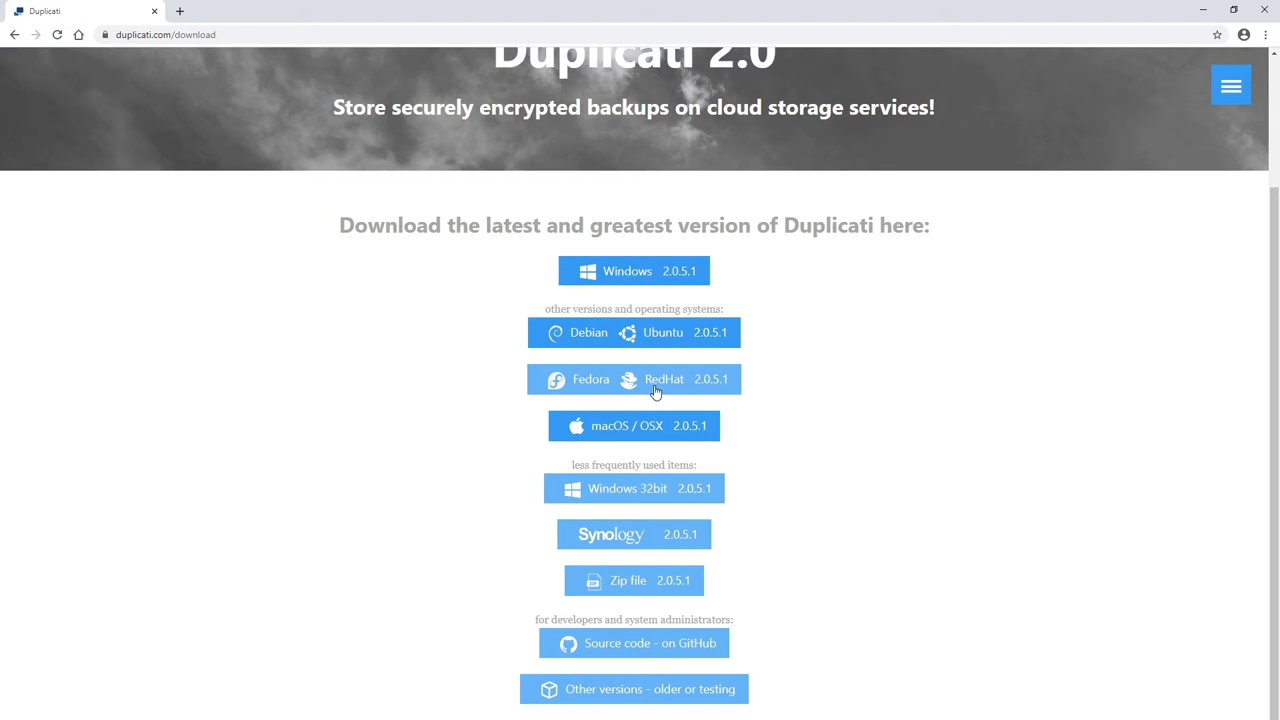 Duplicati
duplicati.com/download
Duplicati 2.0
Store securely encrypted backups on cloud storage services!
Download the latest and greatest version of Duplicati here:
Windows 2.0.5.1
other versions and operating systems:
Debian Ubuntu 2.0.5.1
Fedora RedHat 2.0.5.1
macOS / OSX 2.0.5.1
less frequently used items:
Windows 32bit 2.0.5.1
Synology 2.0.5.1
Zip file 2.0.5.1
for developers and system administrators:
Source code - on GitHub
Other versions - older or testing